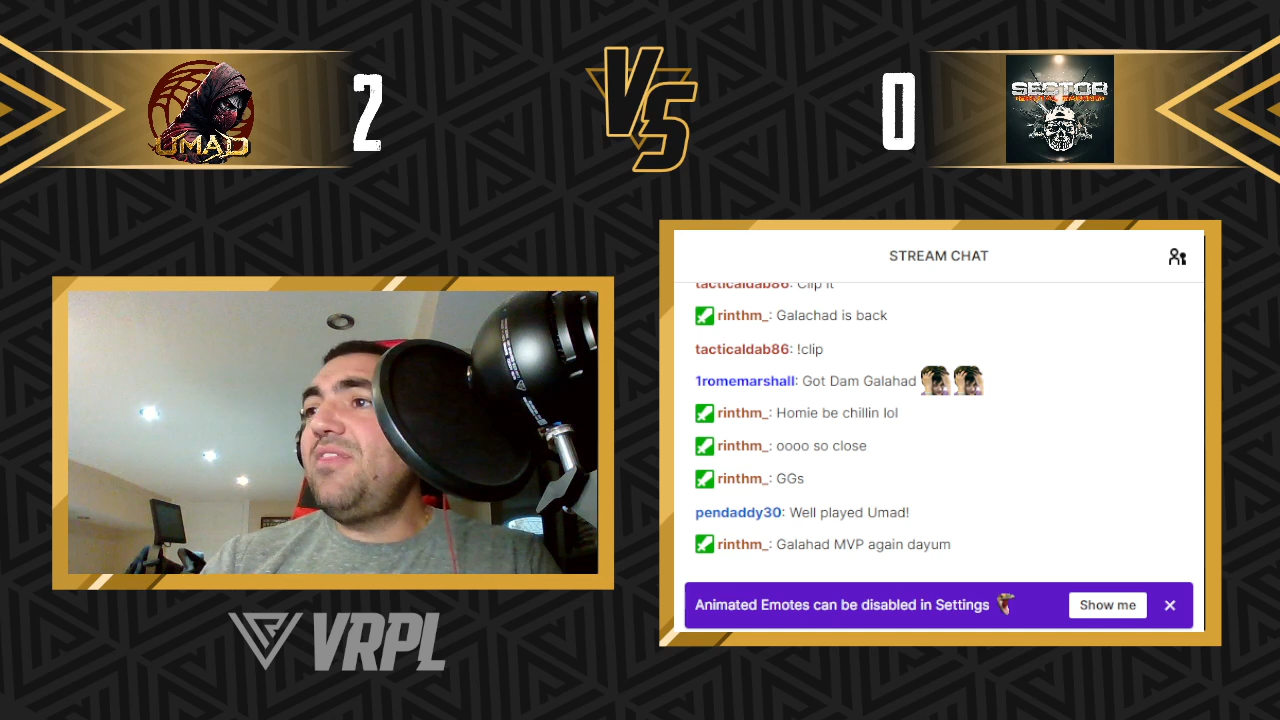 UMAD
2
VS
0
SECTOR
STREAM CHAT
tacticaldab86: Clip it
rinthm_: Galachad is back
tacticaldab86: !clip
1romemarshall: Got Dam Galahad
rinthm_: Homie be chillin lol
rinthm_: oooo so close
rinthm_: GGs
pendaddy30: Well played Umad!
rinthm_: Galahad MVP again dayum
Animated Emotes can be disabled in Settings
Show me
VRPL